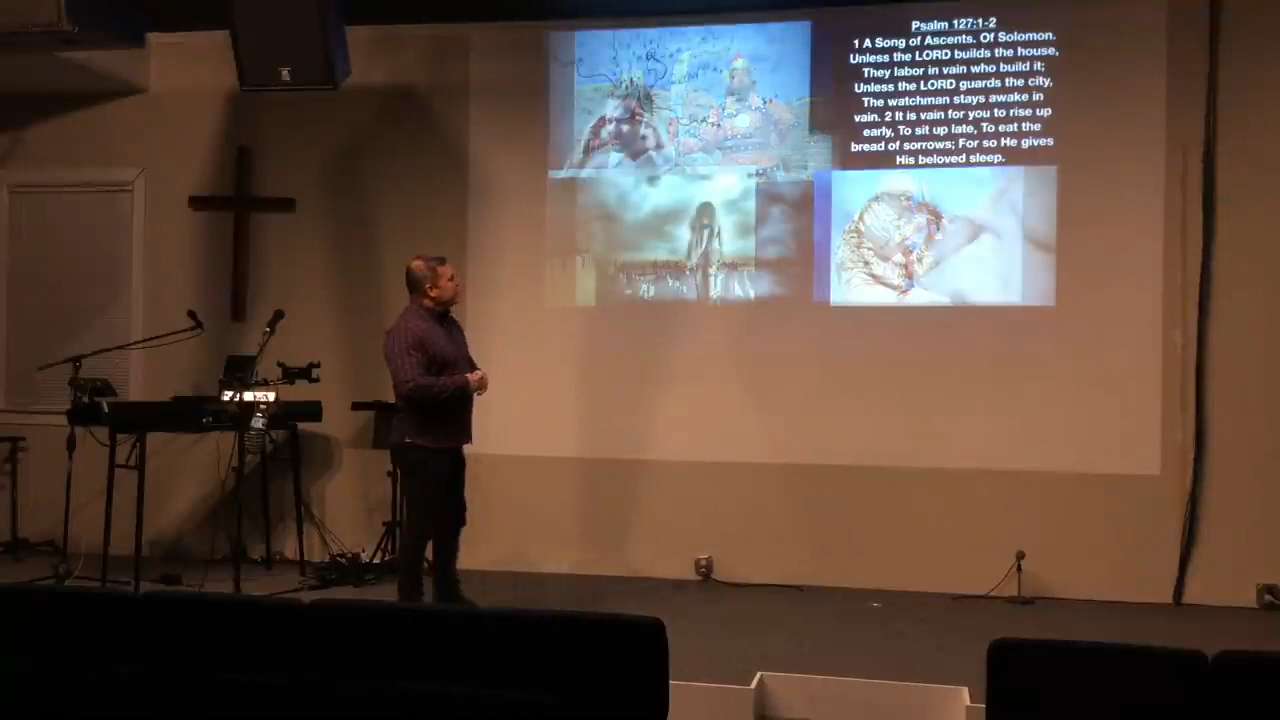 Psalm 127:1-2
1 A Song of Ascents. Of Solomon.
Unless the LORD builds the house,
They labor in vain who build it;
Unless the LORD guards the city,
The watchman stays awake in
vain. 2 It is vain for you to rise up
early, To sit up late, To eat the
bread of sorrows; For so He gives
His beloved sleep.